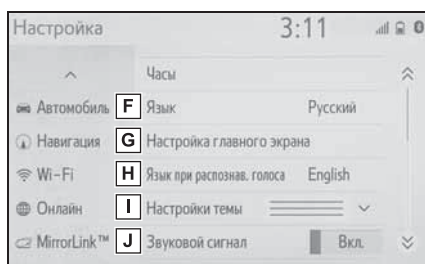 Настройка 3:11
Часы
Автомобиль F Язык Русский
Навигация G Настройка главного экрана
Wi-Fi H Язык при распознав. голоса English
Онлайн I Настройки темы
MirrorLink™ J Звуковой сигнал Вкл.